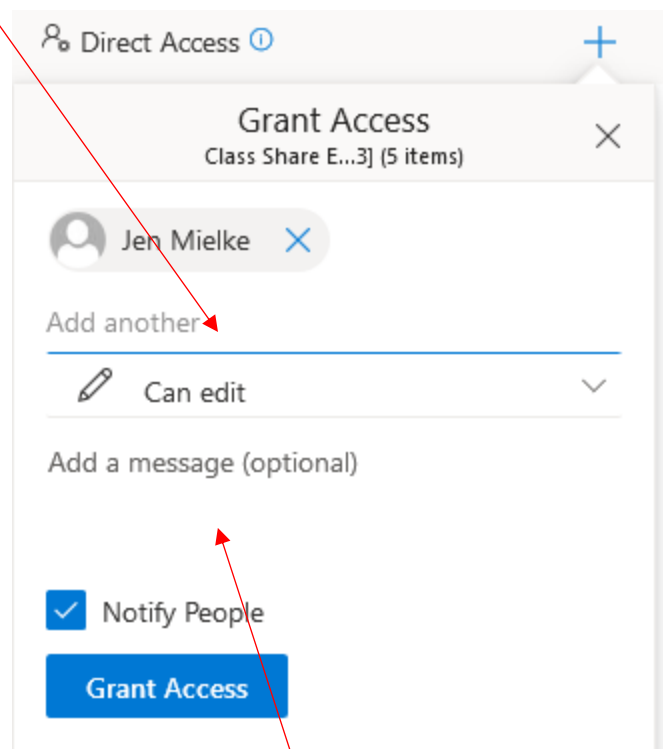 Direct Access
Grant Access
Class Share E...3] (5 items)
Jen Mielke
Add another
Can edit
Add a message (optional)
Notify People
Grant Access